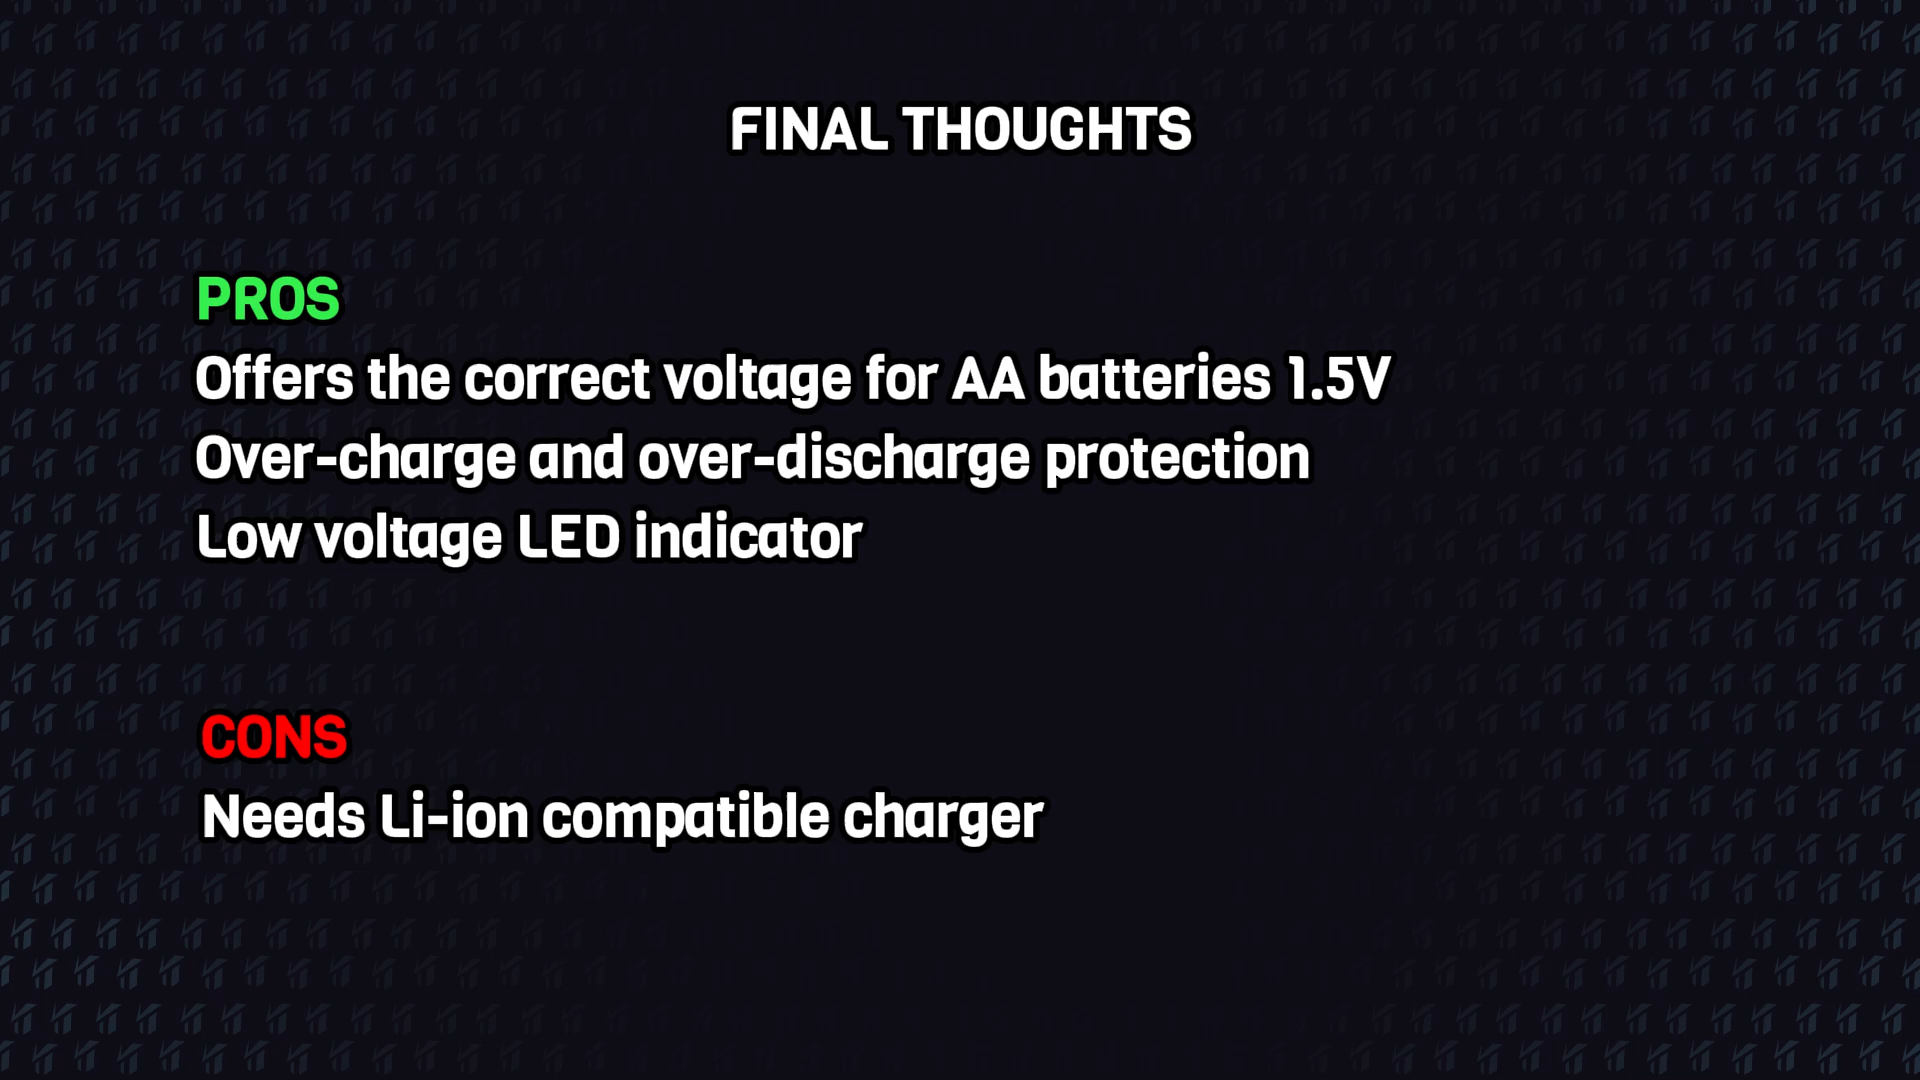 FINAL THOUGHTS
PROS
Offers the correct voltage for AA batteries 1.5V
Over-charge and over-discharge protection
Low voltage LED indicator
CONS
Needs Li-ion compatible charger